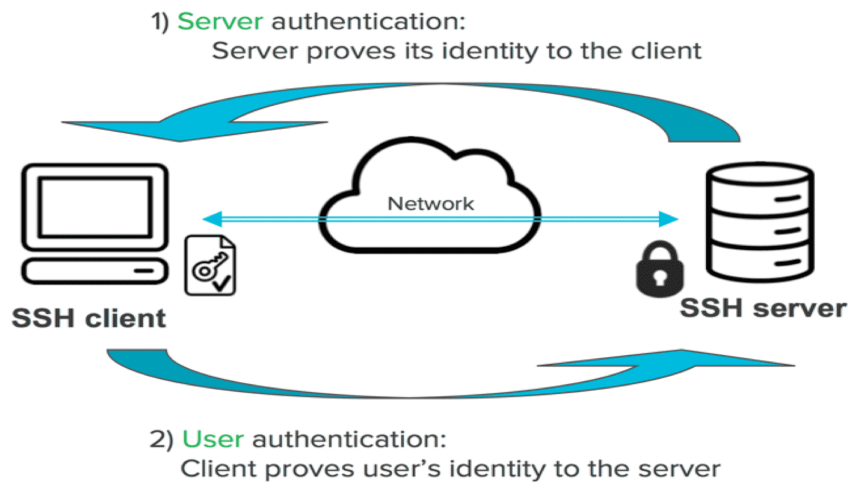 1) Server authentication:
Server proves its identity to the client
Network
SSH client
SSH server
2) User authentication:
Client proves user's identity to the server